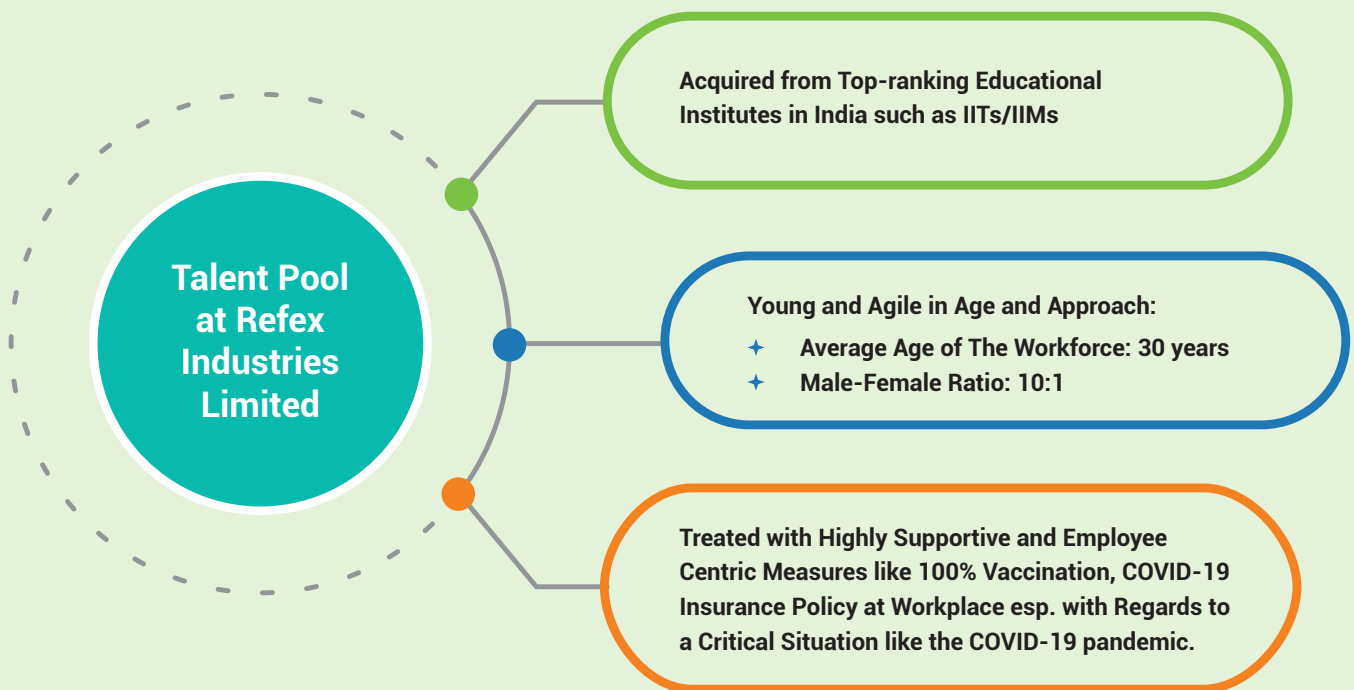 Talent Pool
at Refex
Industries
Limited
Acquired from Top-ranking Educational
Institutes in India such as IITs/IIMs
Young and Agile in Age and Approach:
Average Age of The Workforce: 30 years
Male-Female Ratio: 10:1
Treated with Highly Supportive and Employee
Centric Measures like 100% Vaccination, COVID-19
Insurance Policy at Workplace esp. with Regards to
a Critical Situation like the COVID-19 pandemic.